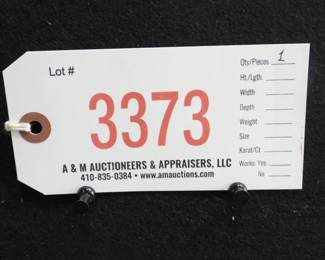 Lot #
3373
A & M AUCTIONEERS & APPRAISERS, LLC
410-835-0384 • www.amauctions.com
Qty/Pieces 1
Ht./Lgth.
Width
Depth
Weight
Size
Karat/Ct
Works: Yes
No